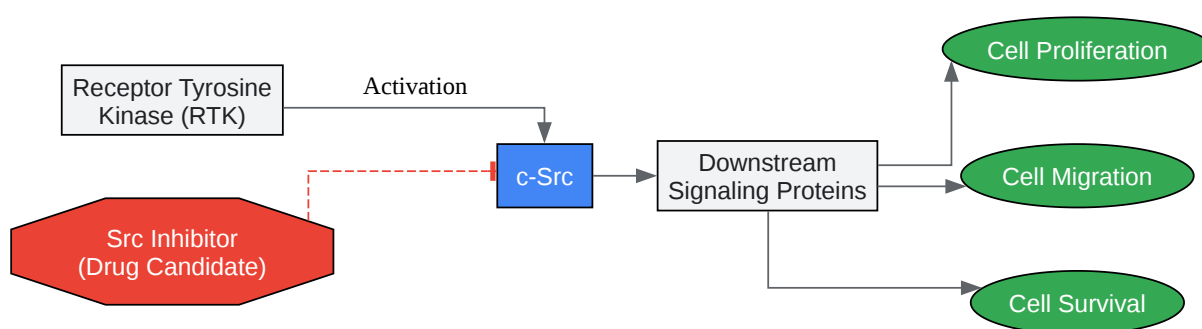 Receptor Tyrosine
Kinase (RTK)
Activation
c-Src
Src Inhibitor
(Drug Candidate)
Downstream
Signaling Proteins
Cell Proliferation
Cell Migration
Cell Survival